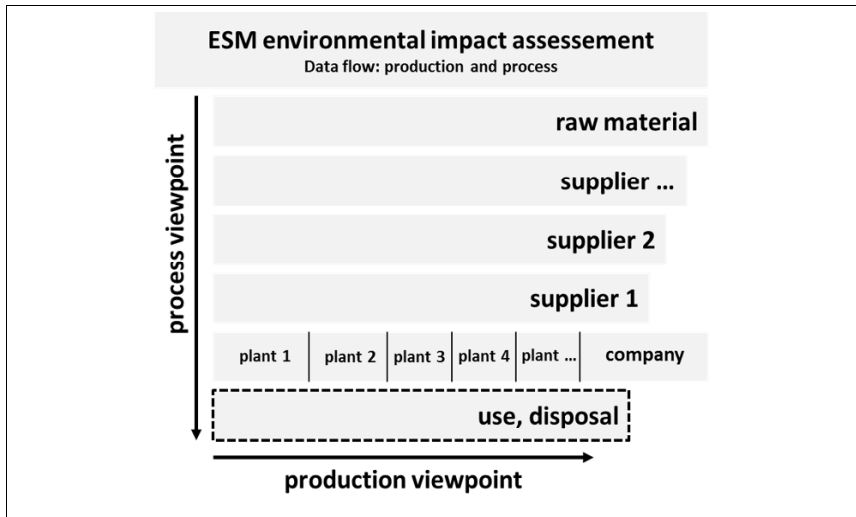 ESM environmental impact assessement
Data flow: production and process
process viewpoint
raw material
supplier ...
supplier 2
supplier 1
plant 1 plant 2 plant 3 plant 4 plant ... company
use, disposal
production viewpoint